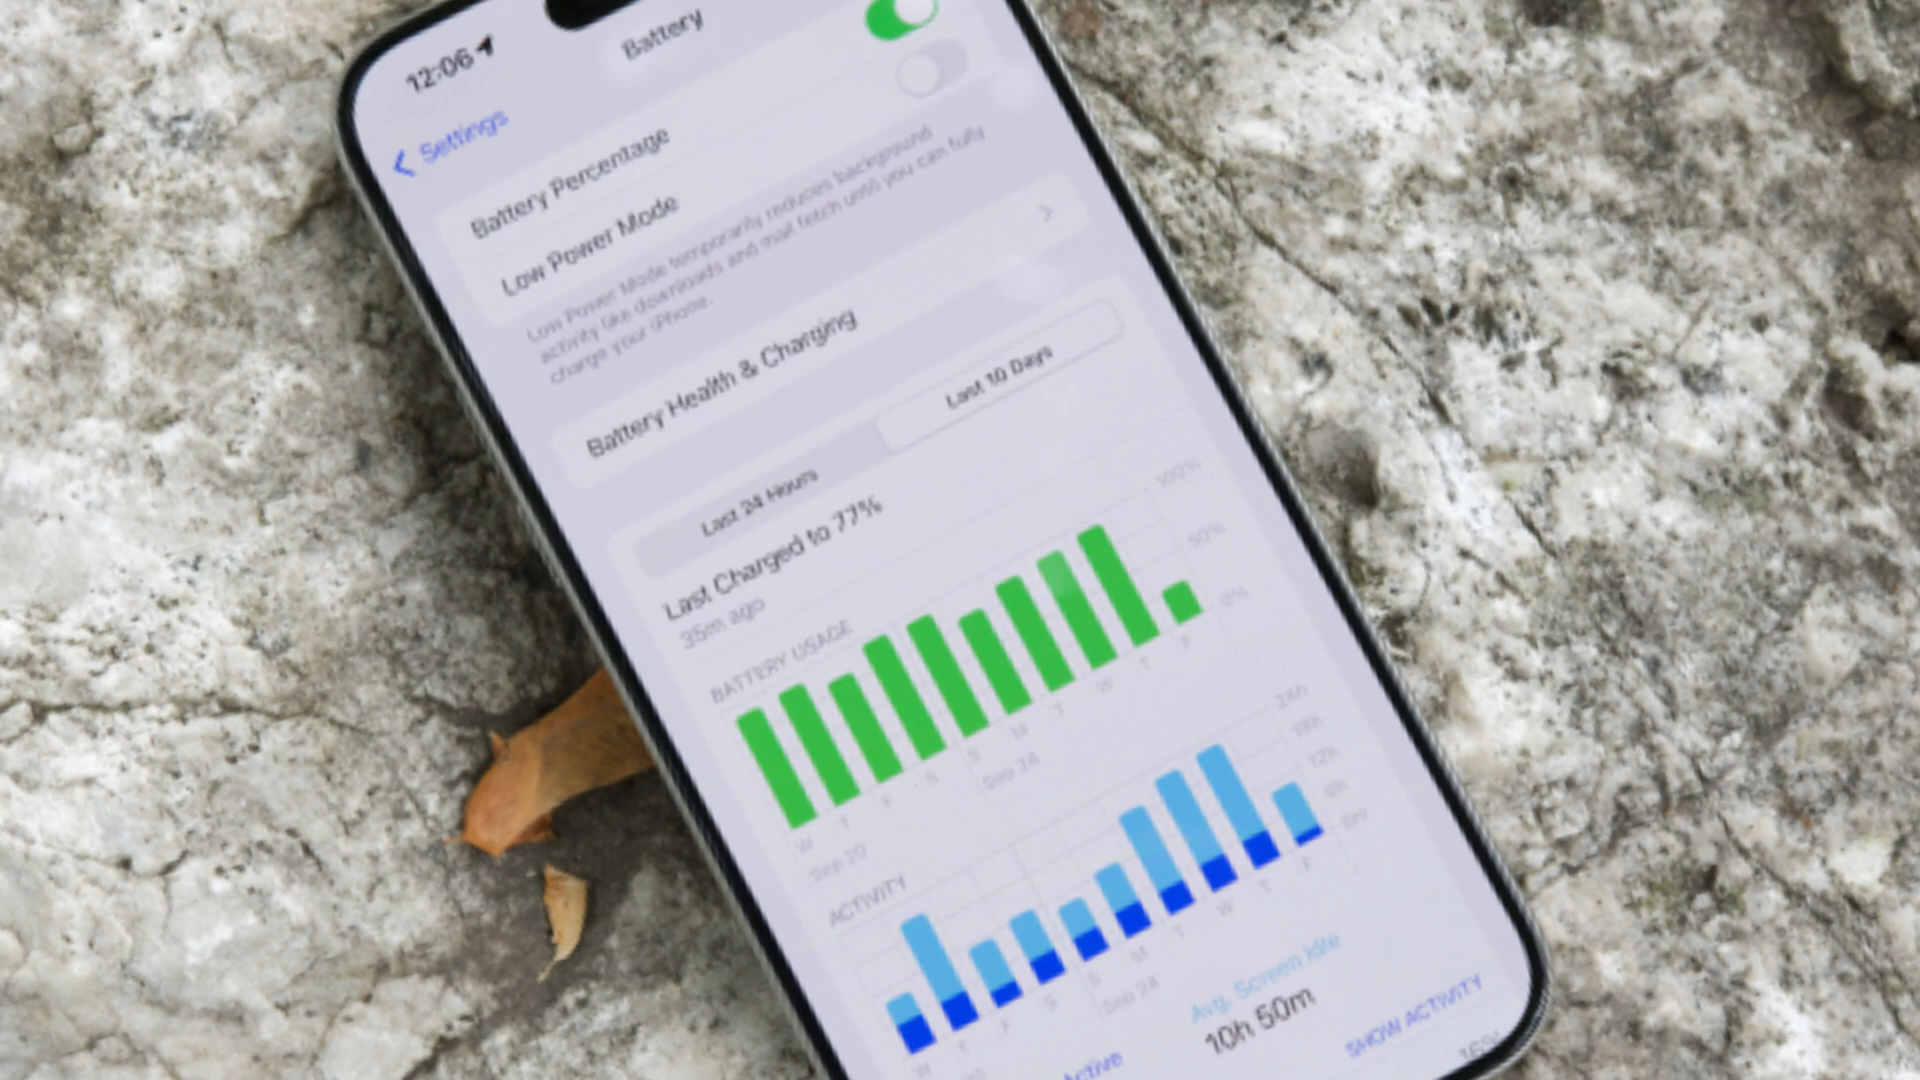 12:06
Battery
Settings
Battery Percentage
Low Power Mode
Low Power Mode temporarily reduces background
activity like downloads and mail fetch until you can fully
charge your iPhone.
Battery Health & Charging
Last 24 Hours
Last 10 Days
Last Charged to 77%
35m ago
BATTERY USAGE
100%
50%
0%
W T F S S M T W T F
Sep 20
Sep 24
ACTIVITY
24h
18h
12h
6h
0m
W T F S S M T W T F
Sep 24
Active
Avg. Screen Idle
10h 50m
SHOW ACTIVITY